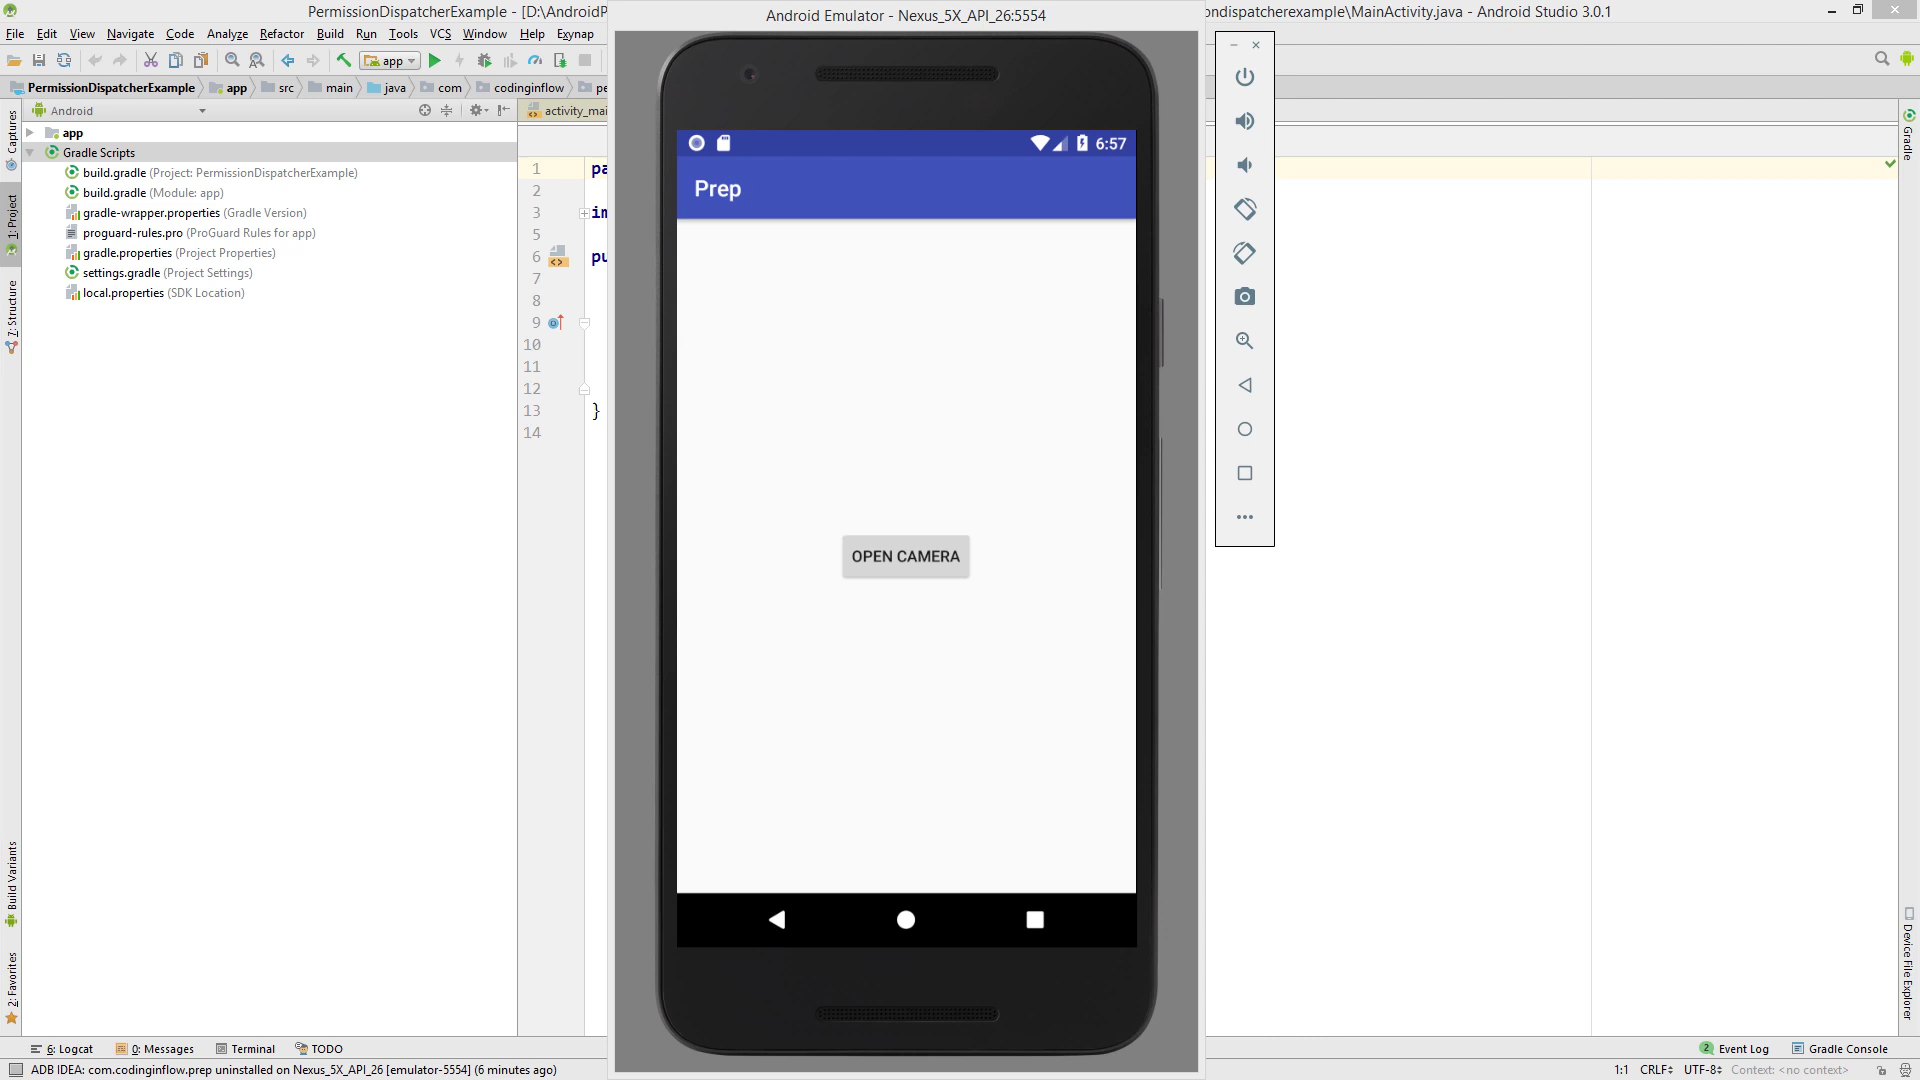 PermissionDispatcherExample - [D:\AndroidP
Android Emulator - Nexus_5X_API_26:5554
ondispatcherexample\MainActivity.java - Android Studio 3.0.1
File Edit View Navigate Code Analyze Refactor Build Run Tools VCS Window Help Exynap
app
PermissionDispatcherExample app src main java com codinginflow pe
Android
activity_mai
app
Gradle Scripts
build.gradle (Project: PermissionDispatcherExample)
build.gradle (Module: app)
gradle-wrapper.properties (Gradle Version)
proguard-rules.pro (ProGuard Rules for app)
gradle.properties (Project Properties)
settings.gradle (Project Settings)
local.properties (SDK Location)
Captures
1: Project
7: Structure
Build Variants
2: Favorites
1 pa
2
3 im
5
6 pu
7
8
9
10
11
12
13 }
14
6:57
Prep
OPEN CAMERA
Gradle
Device File Explorer
6: Logcat 0: Messages Terminal TODO
2 Event Log Gradle Console
ADB IDEA: com.codinginflow.prep uninstalled on Nexus_5X_API_26 [emulator-5554] (6 minutes ago)
1:1 CRLF UTF-8 Context: <no context>